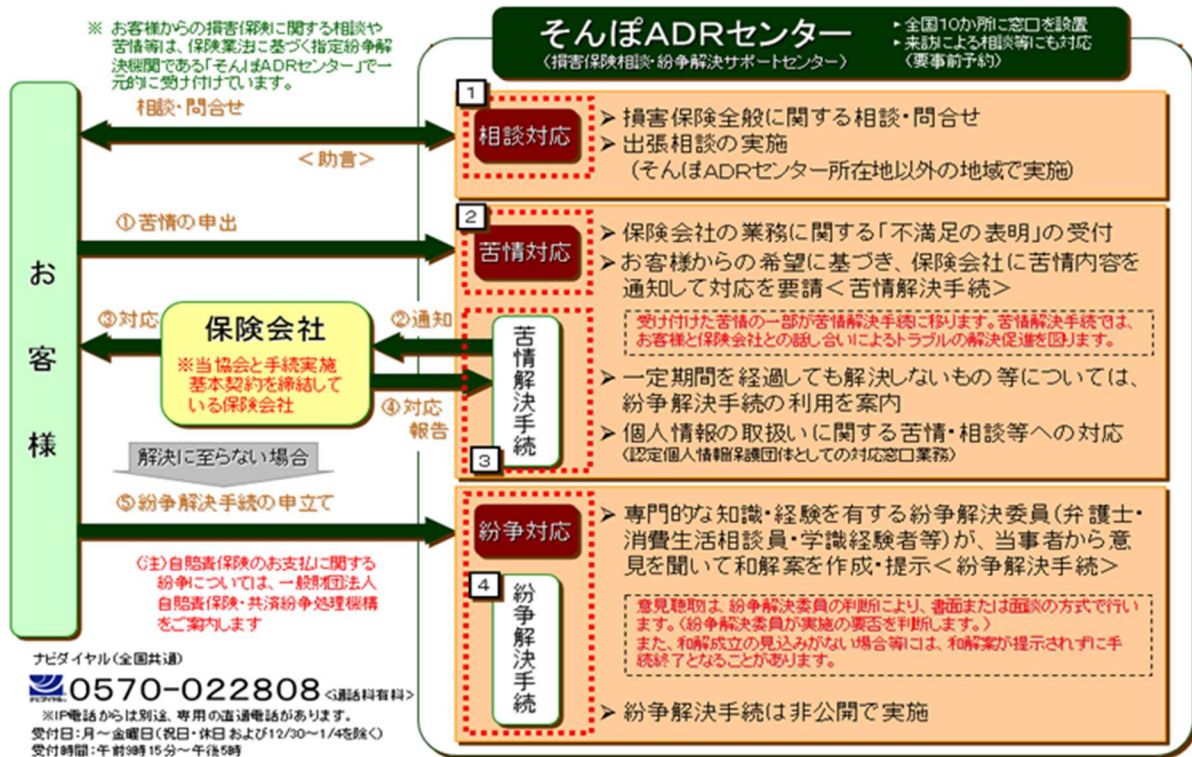 ※ お客様からの損害保険に関する相談や
苦情等は、保険業法に基づく指定紛争解
決機関である「そんぽADRセンター」で一
元的に受け付けています。
そんぽADRセンター
〈損害保険相談・紛争解決サポートセンター〉
▸全国10か所に窓口を設置
▸来訪による相談等にも対応
〈要事前予約〉
お客様
相談・問合せ
＜助言＞
1
相談対応
➢ 損害保険全般に関する相談・問合せ
➢ 出張相談の実施
(そんぽADRセンター所在地以外の地域で実施)
①苦情の申出
2
苦情対応
➢ 保険会社の業務に関する「不満足の表明」の受付
➢ お客様からの希望に基づき、保険会社に苦情内容を
通知して対応を要請＜苦情解決手続＞
受け付けた苦情の一部が苦情解決手続に移ります。苦情解決手続では、
お客様と保険会社との話し合いによるトラブルの解決促進を図ります。
➢ 一定期間を経過しても解決しないもの等については、
紛争解決手続の利用を案内
➢ 個人情報の取扱いに関する苦情・相談等への対応
〈認定個人情報保護団体としての対応窓口業務〉
③対応
保険会社
※当協会と手続実施
基本契約を締結して
いる保険会社
②通知
④対応
報告
苦情解決手続
3
解決に至らない場合
⑤紛争解決手続の申立て
〈注〉自賠責保険のお支払に関する
紛争については、一般財団法人
自賠責保険・共済紛争処理機構
をご案内します
紛争対応
4
紛争解決手続
➢ 専門的な知識・経験を有する紛争解決委員(弁護士・
消費生活相談員・学識経験者等)が、当事者から意
見を聞いて和解案を作成・提示＜紛争解決手続＞
意見聴取は、紛争解決委員の判断により、書面または面談の方式で行い
ます。〈紛争解決委員が実施の要否を判断します。〉
また、和解成立の見込みがない場合等には、和解案が提示されずに手
続終了となることがあります。
➢ 紛争解決手続は非公開で実施
ナビダイヤル(全国共通)
ナビダイヤル
0570-022808＜通話料有料＞
※IP電話からは別途、専用の直通電話があります。
受付日:月～金曜日(祝日・休日および12/30～1/4を除く)
受付時間:午前9時15分～午後5時